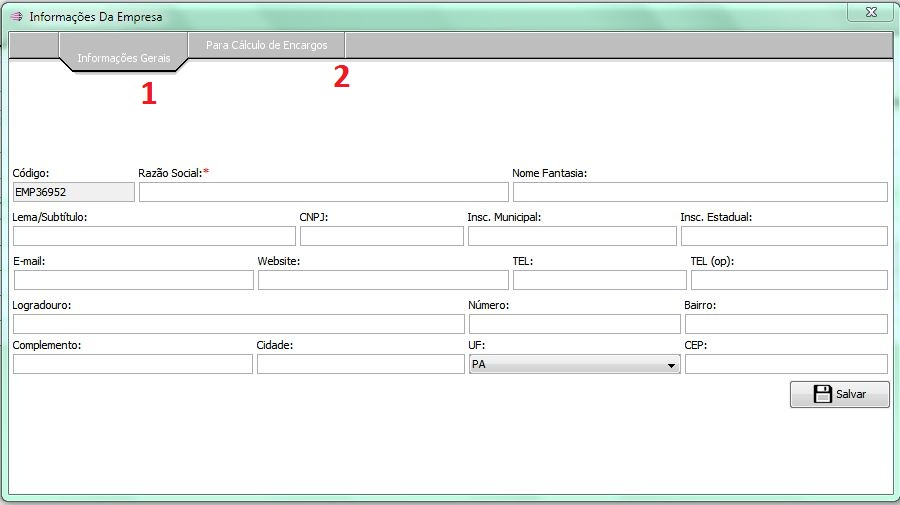 Informações Da Empresa
Informações Gerais
Para Cálculo de Encargos
1
2
Código: Razão Social:* Nome Fantasia:
EMP36952
Lema/Subtítulo: CNPJ: Insc. Municipal: Insc. Estadual:
E-mail: Website: TEL: TEL (op):
Logradouro: Número: Bairro:
Complemento: Cidade: UF: CEP:
PA
Salvar